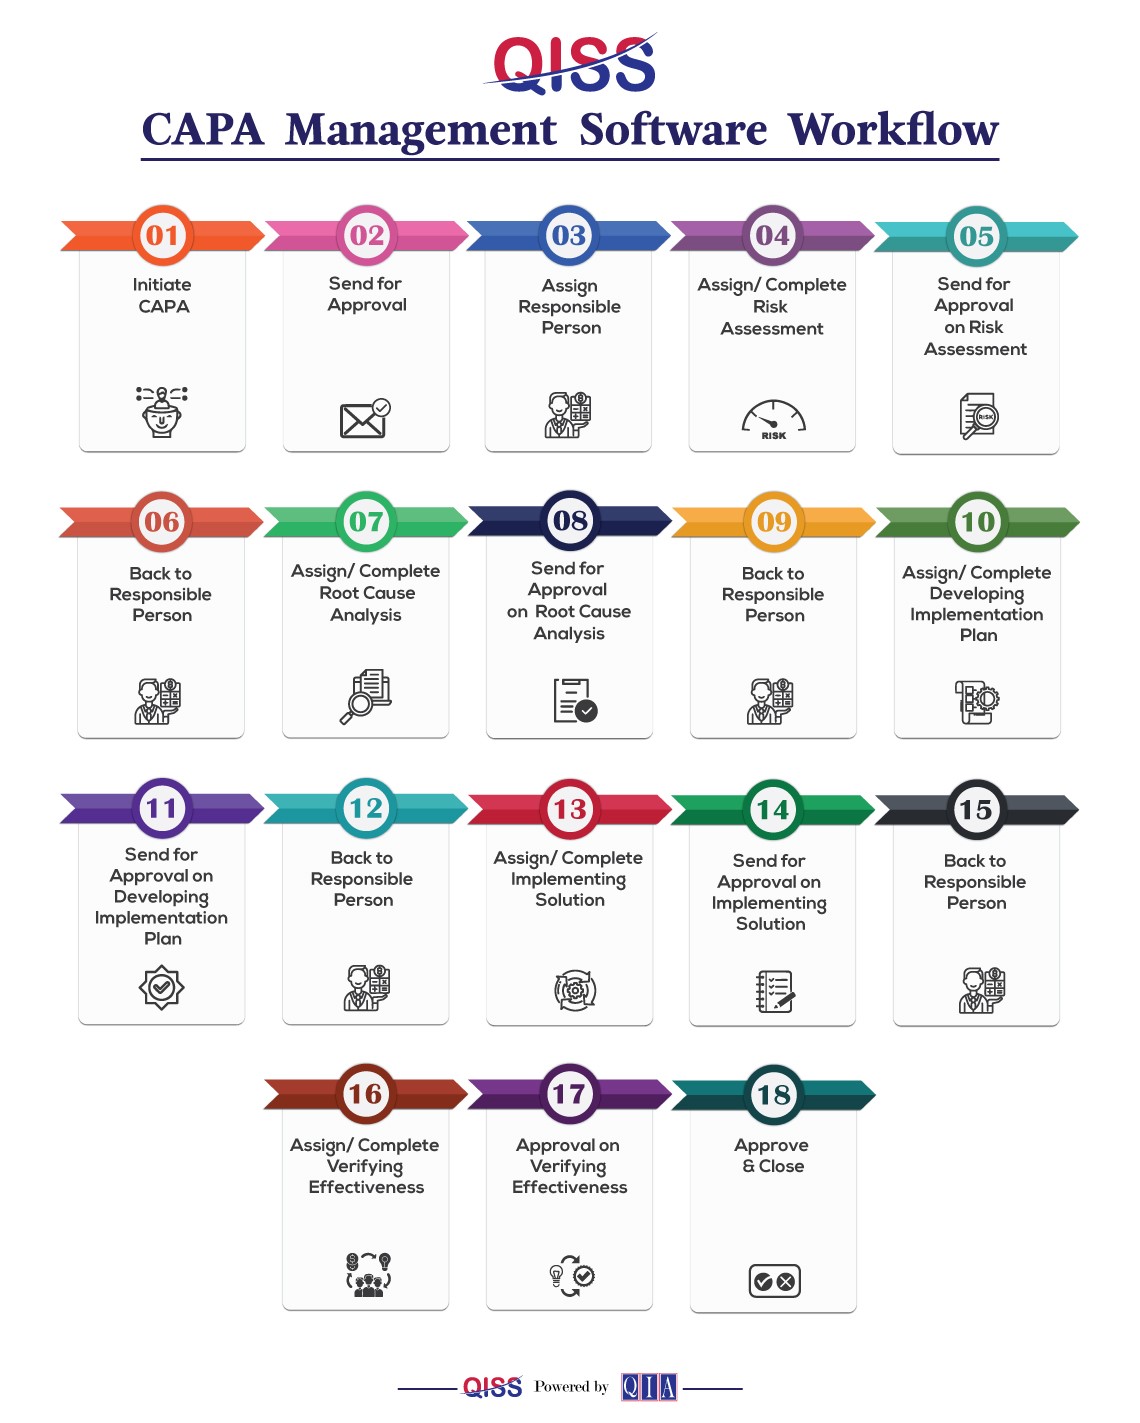 QISS
CAPA Management Software Workflow
01
Initiate
CAPA
02
Send for
Approval
03
Assign
Responsible
Person
04
Assign/ Complete
Risk
Assessment
RISK
05
Send for
Approval
on Risk
Assessment
RISK
06
Back to
Responsible
Person
07
Assign/ Complete
Root Cause
Analysis
08
Send for
Approval
on Root Cause
Analysis
09
Back to
Responsible
Person
10
Assign/ Complete
Developing
Implementation
Plan
11
Send for
Approval on
Developing
Implementation
Plan
12
Back to
Responsible
Person
13
Assign/ Complete
Implementing
Solution
14
Send for
Approval on
Implementing
Solution
15
Back to
Responsible
Person
16
Assign/ Complete
Verifying
Effectiveness
17
Approval on
Verifying
Effectiveness
18
Approve
& Close
QISS Powered by QIA